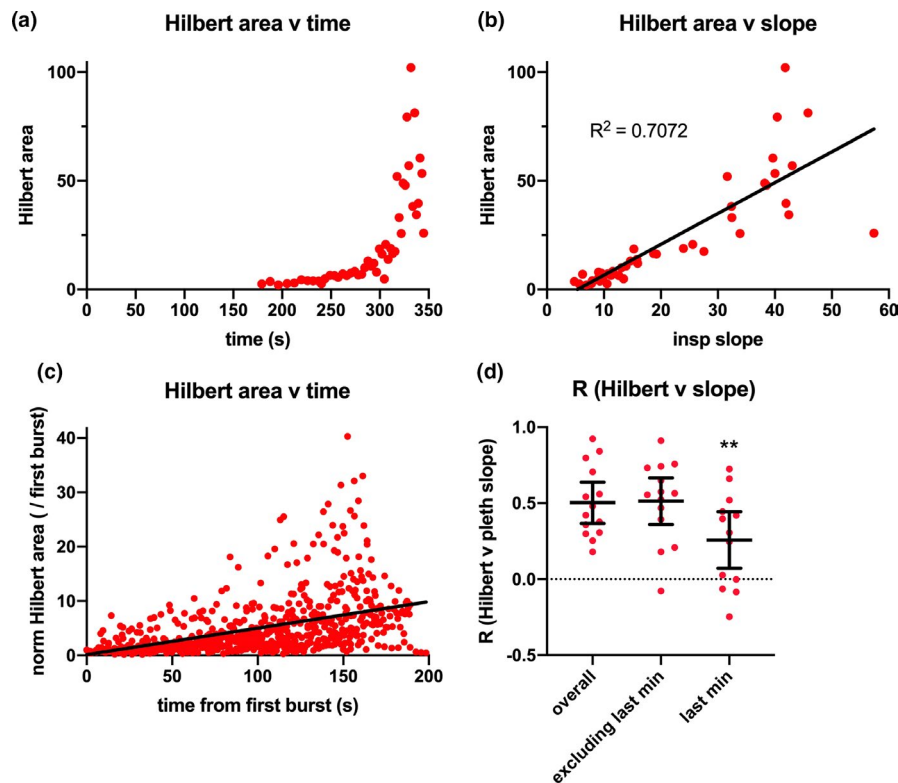 (a)
Hilbert area v time
Hilbert area
100
50
0
0 50 100 150 200 250 300 350
time (s)
(b)
Hilbert area v slope
Hilbert area
100
50
0
R² = 0.7072
0 10 20 30 40 50 60
insp slope
(c)
Hilbert area v time
norm Hilbert area ( / first burst)
40
30
20
10
0
0 50 100 150 200
time from first burst (s)
(d)
R (Hilbert v slope)
R (Hilbert v pleth slope)
1.0
0.5
0.0
-0.5
**
overall
excluding last min
last min